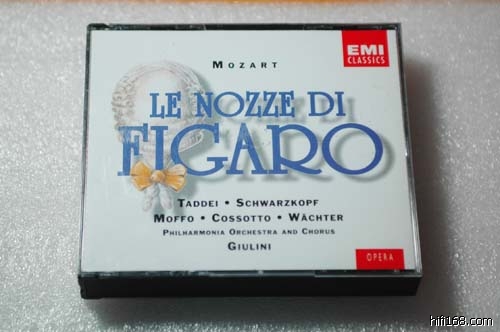 MOZART
EMI
CLASSICS
LE NOZZE DI
FIGARO
TADDEI • SCHWARZKOPF
MOFFO • COSSOTTO • WÄCHTER
PHILHARMONIA ORCHESTRA AND CHORUS
GIULINI
OPERA
hifi168.com